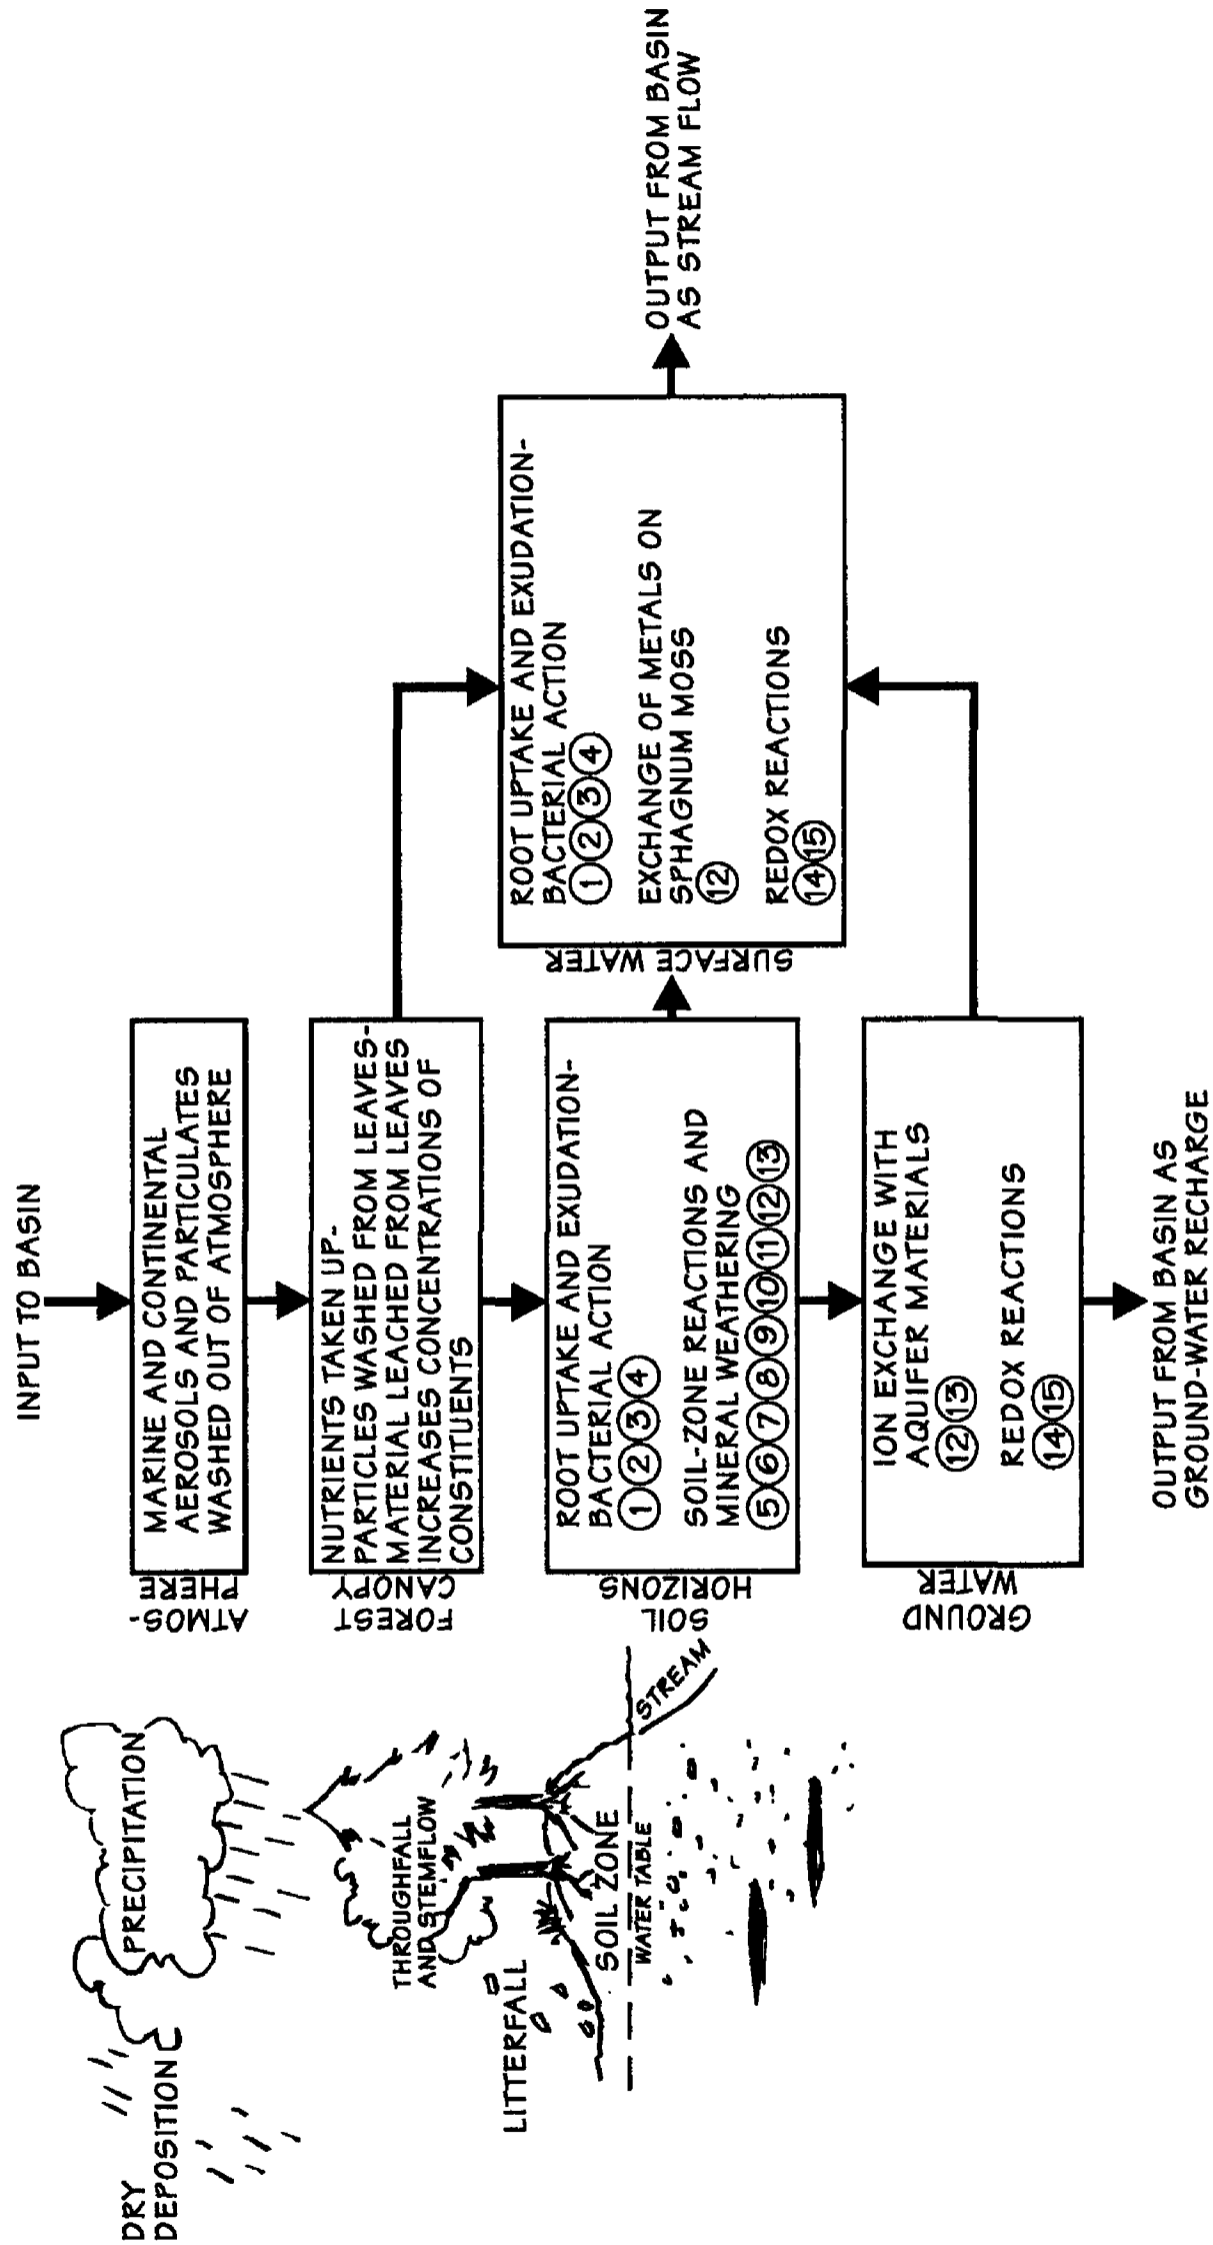 INPUT TO BASIN
DRY
DEPOSITION
PRECIPITATION
ATMOS-
PHERE
MARINE AND CONTINENTAL
AEROSOLS AND PARTICULATES
WASHED OUT OF ATMOSPHERE
THROUGHFALL
AND STEMFLOW
FOREST
CANOPY
NUTRIENTS TAKEN UP-
PARTICLES WASHED FROM LEAVES-
MATERIAL LEACHED FROM LEAVES
INCREASES CONCENTRATIONS OF
CONSTITUENTS
LITTERFALL
SOIL ZONE
WATER TABLE
STREAM
SOIL
HORIZONS
ROOT UPTAKE AND EXUDATION-
BACTERIAL ACTION
1 2 3 4
SOIL-ZONE REACTIONS AND
MINERAL WEATHERING
5 6 7 8 9 10 11 12 13
SURFACE WATER
ROOT UPTAKE AND EXUDATION-
BACTERIAL ACTION
1 2 3 4
EXCHANGE OF METALS ON
SPHAGNUM MOSS
12
REDOX REACTIONS
14 15
OUTPUT FROM BASIN
AS STREAM FLOW
GROUND
WATER
ION EXCHANGE WITH
AQUIFER MATERIALS
12 13
REDOX REACTIONS
14 15
OUTPUT FROM BASIN AS
GROUND-WATER RECHARGE